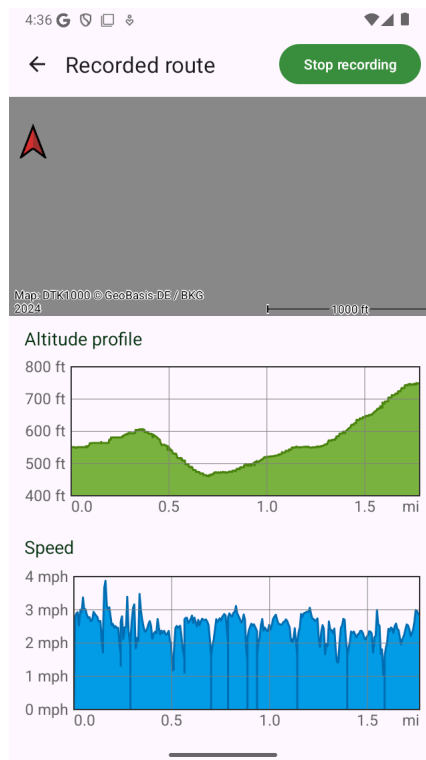 4:36
Recorded route
Stop recording
Map: DTK1000 © GeoBasis-DE / BKG
2024
1000 ft
Altitude profile
800 ft
700 ft
600 ft
500 ft
400 ft
0.0 0.5 1.0 1.5 mi
Speed
4 mph
3 mph
2 mph
1 mph
0 mph
0.0 0.5 1.0 1.5 mi